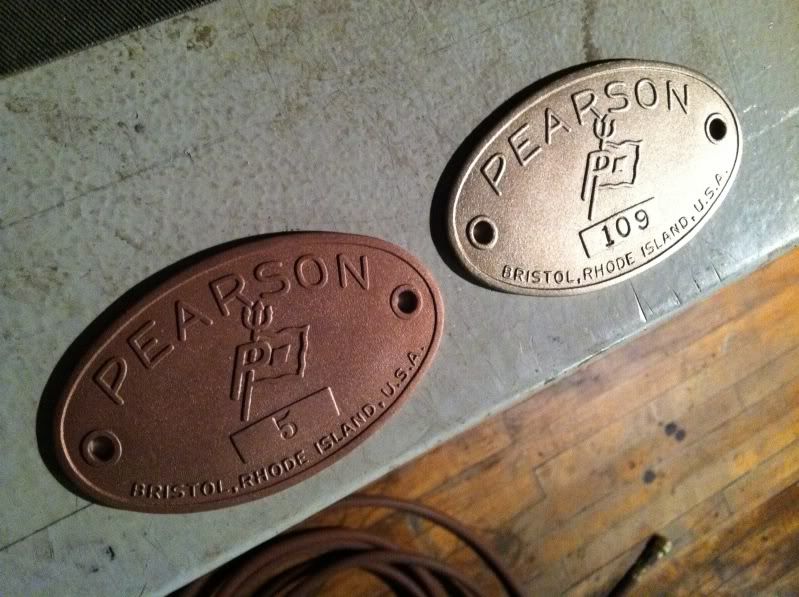 PEARSON
P
5
BRISTOL, RHODE ISLAND, U.S.A.
PEARSON
P
109
BRISTOL, RHODE ISLAND, U.S.A.